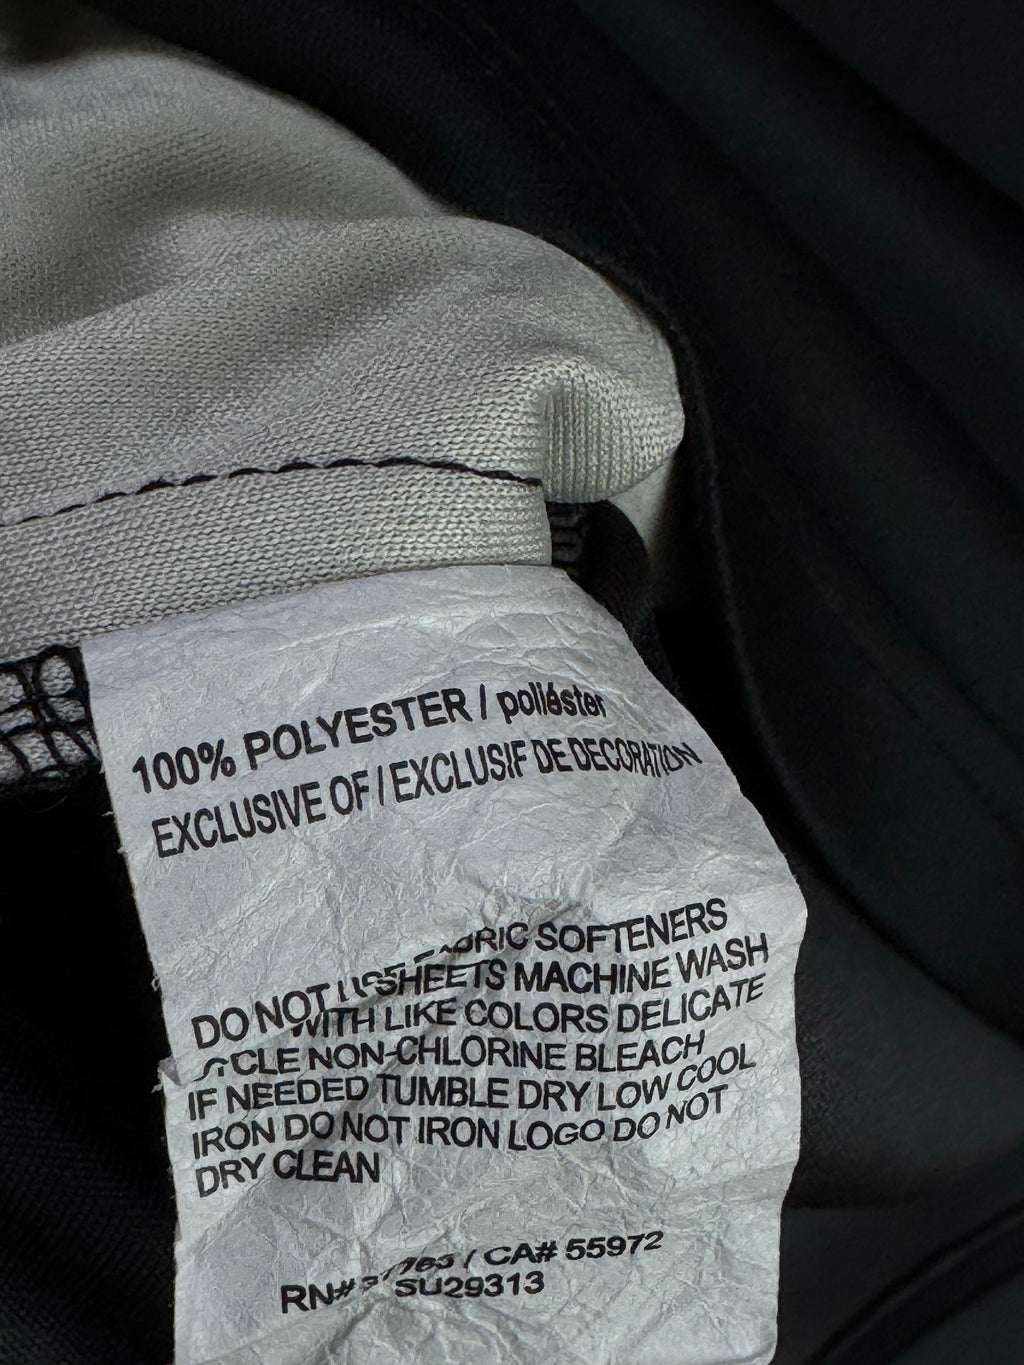 100% POLYESTER / poliéster
EXCLUSIVE OF / EXCLUSIF DE DECORATION
DO NOT SOFTENERS
SHEETS MACHINE WASH
WITH LIKE COLORS DELICATE
NON-CHLORINE BLEACH
IF NEEDED TUMBLE DRY LOW COOL
IRON DO NOT IRON LOGO DO NOT
DRY CLEAN
RN# / CA# 55972
SU29313